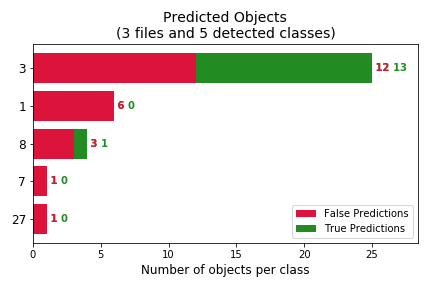 Predicted Objects
(3 files and 5 detected classes)
3
12 13
1
6 0
8
3 1
7
1 0
27
1 0
False Predictions
True Predictions
0 5 10 15 20 25
Number of objects per class